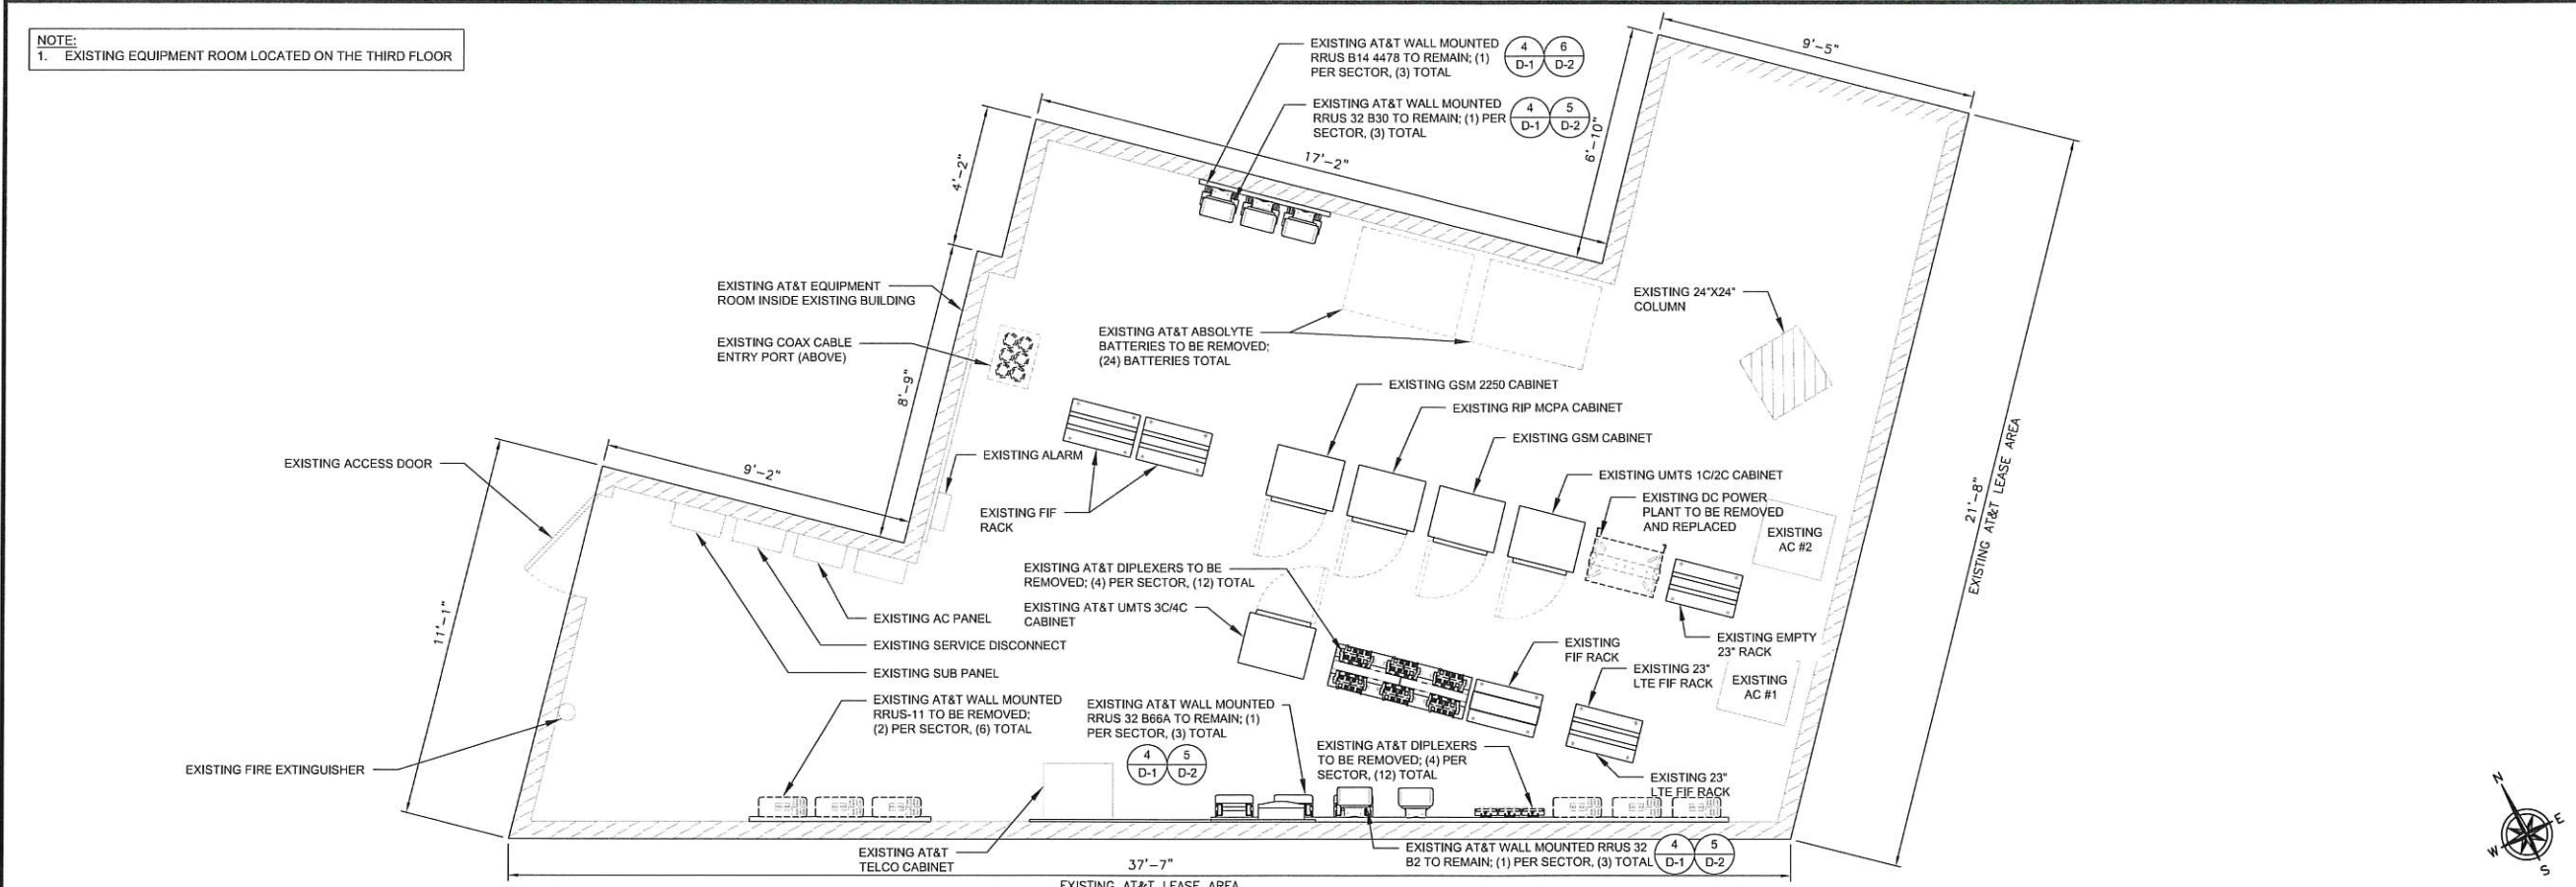 NOTE:
1. EXISTING EQUIPMENT ROOM LOCATED ON THE THIRD FLOOR
EXISTING AT&T WALL MOUNTED
RRUS B14 4478 TO REMAIN; (1)
PER SECTOR, (3) TOTAL
4
D-1
6
D-2
EXISTING AT&T WALL MOUNTED
RRUS 32 B30 TO REMAIN; (1) PER
SECTOR, (3) TOTAL
4
D-1
5
D-2
9'-5"
6'-10"
17'-2"
4'-2"
EXISTING AT&T EQUIPMENT
ROOM INSIDE EXISTING BUILDING
EXISTING COAX CABLE
ENTRY PORT (ABOVE)
8'-9"
EXISTING AT&T ABSOLYTE
BATTERIES TO BE REMOVED;
(24) BATTERIES TOTAL
EXISTING 24"X24"
COLUMN
EXISTING GSM 2250 CABINET
EXISTING RIP MCPA CABINET
EXISTING GSM CABINET
EXISTING UMTS 1C/2C CABINET
EXISTING DC POWER
PLANT TO BE REMOVED
AND REPLACED
EXISTING
AC #2
21'-8"
EXISTING AT&T LEASE AREA
EXISTING ACCESS DOOR
9'-2"
EXISTING ALARM
EXISTING FIF
RACK
EXISTING AT&T DIPLEXERS TO BE
REMOVED; (4) PER SECTOR, (12) TOTAL
EXISTING AT&T UMTS 3C/4C
CABINET
11'-1"
EXISTING AC PANEL
EXISTING SERVICE DISCONNECT
EXISTING SUB PANEL
EXISTING
FIF RACK
EXISTING EMPTY
23" RACK
EXISTING 23"
LTE FIF RACK
EXISTING
AC #1
EXISTING AT&T WALL MOUNTED
RRUS-11 TO BE REMOVED;
(2) PER SECTOR, (6) TOTAL
EXISTING AT&T WALL MOUNTED
RRUS 32 B66A TO REMAIN; (1)
PER SECTOR, (3) TOTAL
4
D-1
5
D-2
EXISTING AT&T DIPLEXERS
TO BE REMOVED; (4) PER
SECTOR, (12) TOTAL
EXISTING 23"
LTE FIF RACK
EXISTING FIRE EXTINGUISHER
EXISTING AT&T
TELCO CABINET
EXISTING AT&T WALL MOUNTED RRUS 32
B2 TO REMAIN; (1) PER SECTOR, (3) TOTAL
4
D-1
5
D-2
37'-7"
EXISTING AT&T LEASE AREA
N
E
S
W